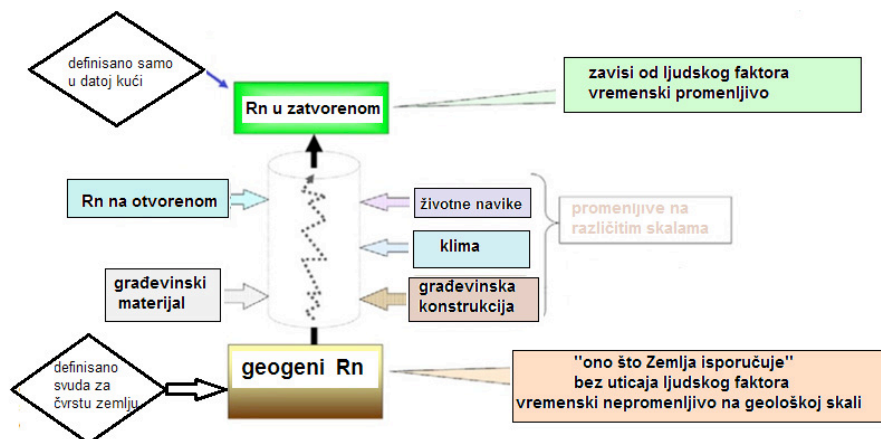 definisano samo
u datoj kući
Rn u zatvorenom
zavisi od ljudskog faktora
vremenski promenljivo
Rn na otvorenom
životne navike
promenljive na
različitim skalama
klima
građevinski
materijal
građevinska
konstrukcija
definisano
svuda za
čvrstu zemlju
geogeni Rn
"ono što Zemlja isporučuje"
bez uticaja ljudskog faktora
vremenski nepromenljivo na geološkoj skali